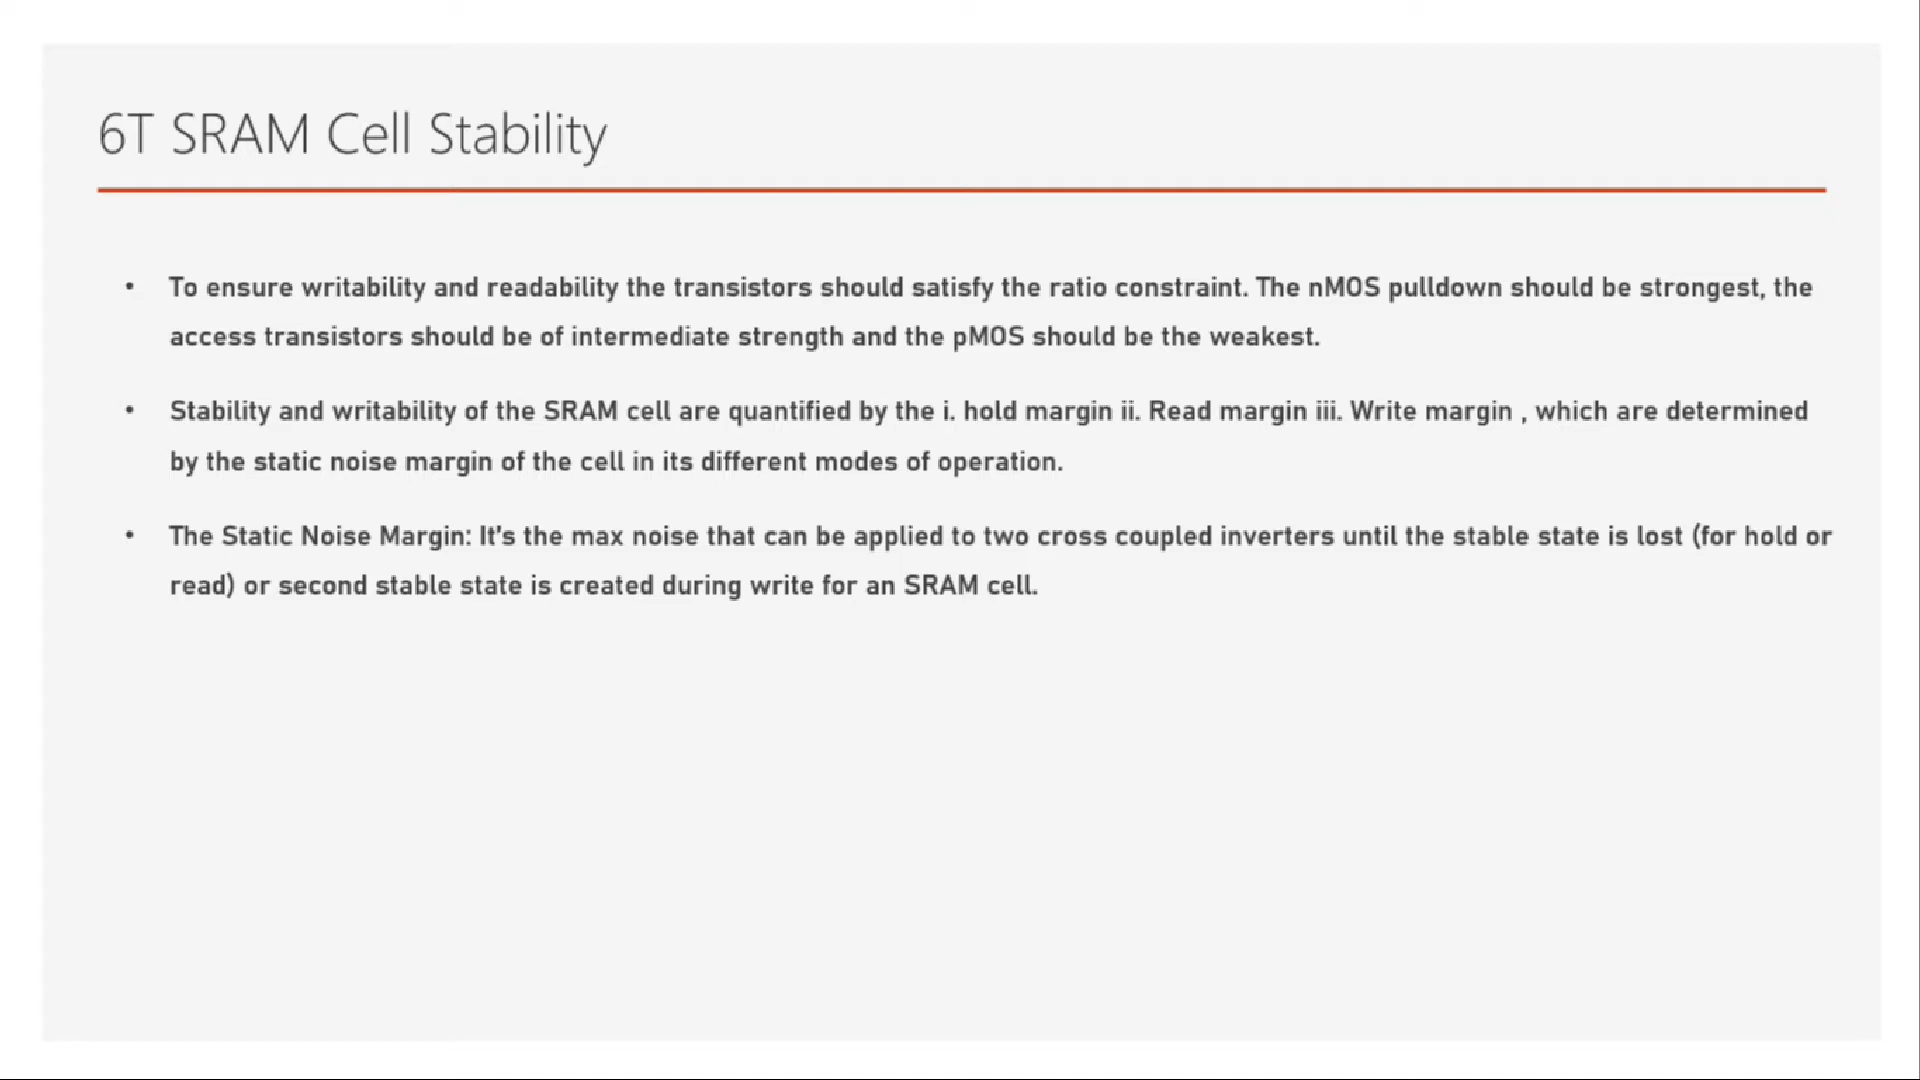 6T SRAM Cell Stability
• To ensure writability and readability the transistors should satisfy the ratio constraint. The nMOS pulldown should be strongest, the
access transistors should be of intermediate strength and the pMOS should be the weakest.
• Stability and writability of the SRAM cell are quantified by the i. hold margin ii. Read margin iii. Write margin , which are determined
by the static noise margin of the cell in its different modes of operation.
• The Static Noise Margin: It's the max noise that can be applied to two cross coupled inverters until the stable state is lost (for hold or
read) or second stable state is created during write for an SRAM cell.